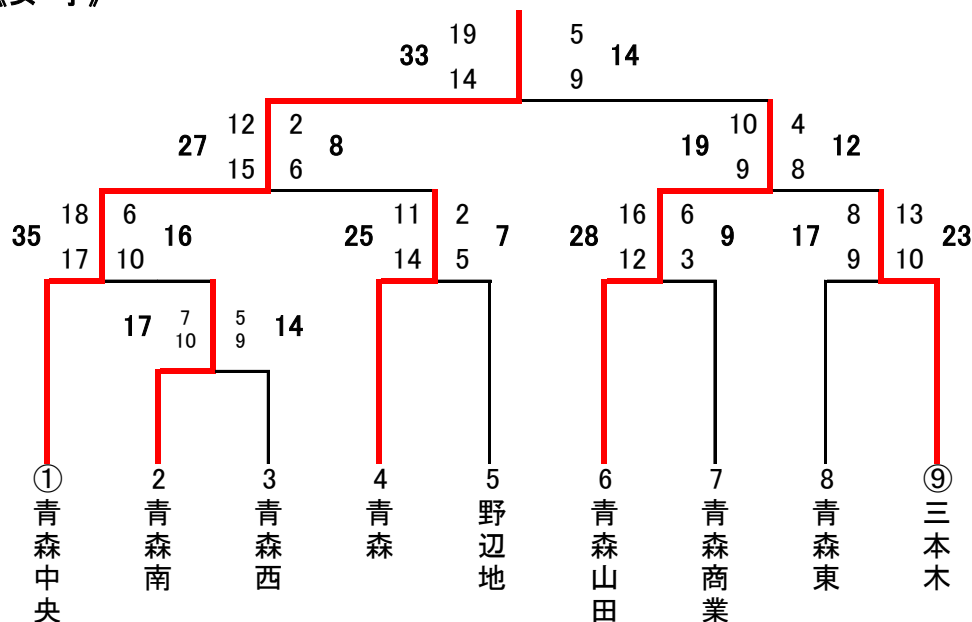 《女 子》
19 5
33 14
14 9
12 2 10 4
27 8 19 12
15 6 9 8
18 6 11 2 16 6 8 13
35 16 25 7 28 9 17 23
17 10 14 5 12 3 9 10
7 5
17 14
10 9
① 2 3 4 5 6 7 8 ⑨
青森中央
青森南
青森西
青森
野辺地
青森山田
青森商業
青森東
三本木